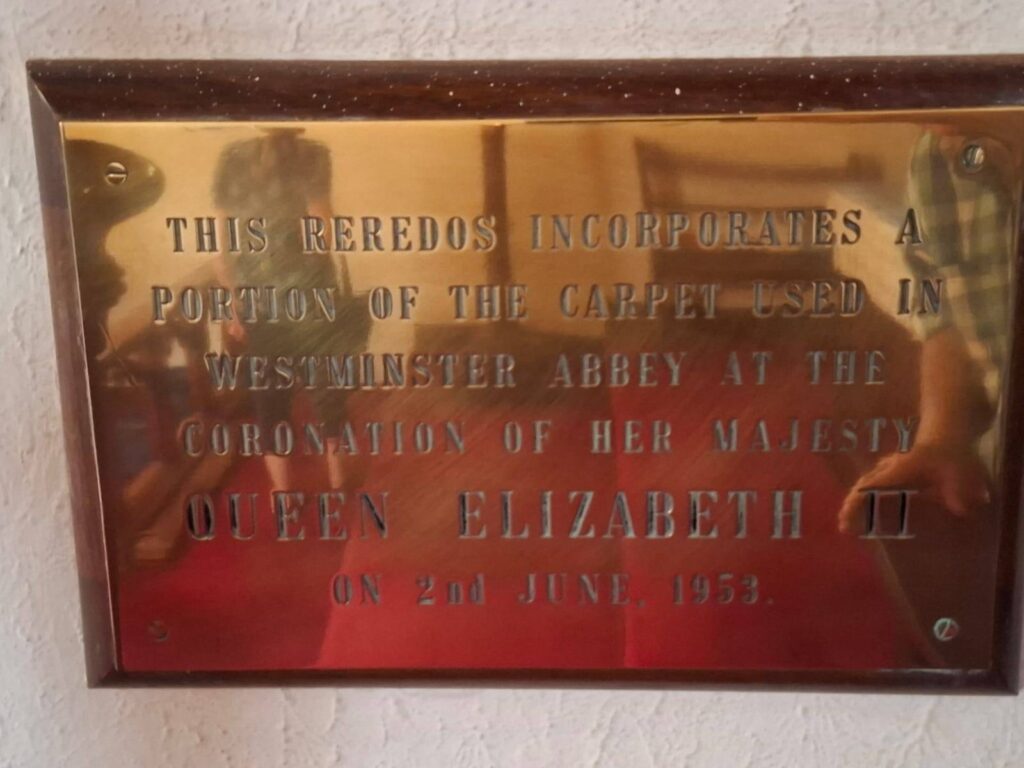 THIS REREDOS INCORPORATES A
PORTION OF THE CARPET USED IN
WESTMINSTER ABBEY AT THE
CORONATION OF HER MAJESTY
QUEEN ELIZABETH II
ON 2nd JUNE, 1953.